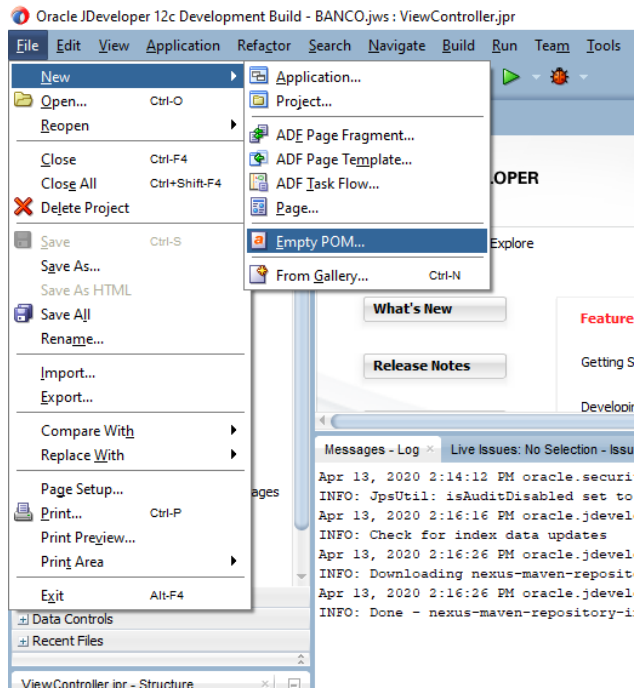 Oracle JDeveloper 12c Development Build - BANCO.jws : ViewController.jpr
File Edit View Application Refactor Search Navigate Build Run Team Tools
New
Open... Ctrl-O
Reopen
Close Ctrl-F4
Close All Ctrl+Shift-F4
Delete Project
Save Ctrl-S
Save As...
Save As HTML
Save All
Rename...
Import...
Export...
Compare With
Replace With
Page Setup...
Print... Ctrl-P
Print Preview...
Print Area
Exit Alt-F4
Application...
Project...
ADF Page Fragment...
ADF Page Template...
ADF Task Flow...
Page...
Empty POM...
From Gallery... Ctrl-N
OPER
Explore
What's New
Release Notes
Feature
Getting S
Developin
ages
Data Controls
Recent Files
ViewController.jpr - Structure
Messages - Log Live Issues: No Selection - Issu
Apr 13, 2020 2:14:12 PM oracle.securi
INFO: JpsUtil: isAuditDisabled set to
Apr 13, 2020 2:16:16 PM oracle.jdevel
INFO: Check for index data updates
Apr 13, 2020 2:16:26 PM oracle.jdevel
INFO: Downloading nexus-maven-reposit
Apr 13, 2020 2:16:26 PM oracle.jdevel
INFO: Done - nexus-maven-repository-i